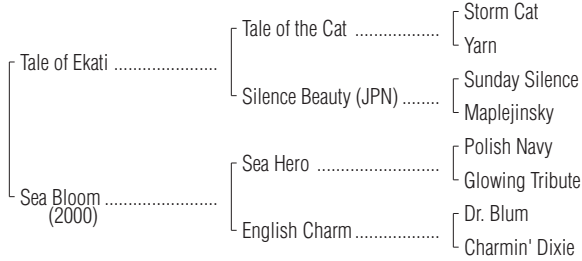 Storm Cat
Tale of the Cat ..................
Yarn
Tale of Ekati ......................
Sunday Silence
Silence Beauty (JPN) ........
Maplejinsky
Polish Navy
Sea Hero ..........................
Glowing Tribute
Sea Bloom ........................
(2000)
Dr. Blum
English Charm..................
Charmin' Dixie